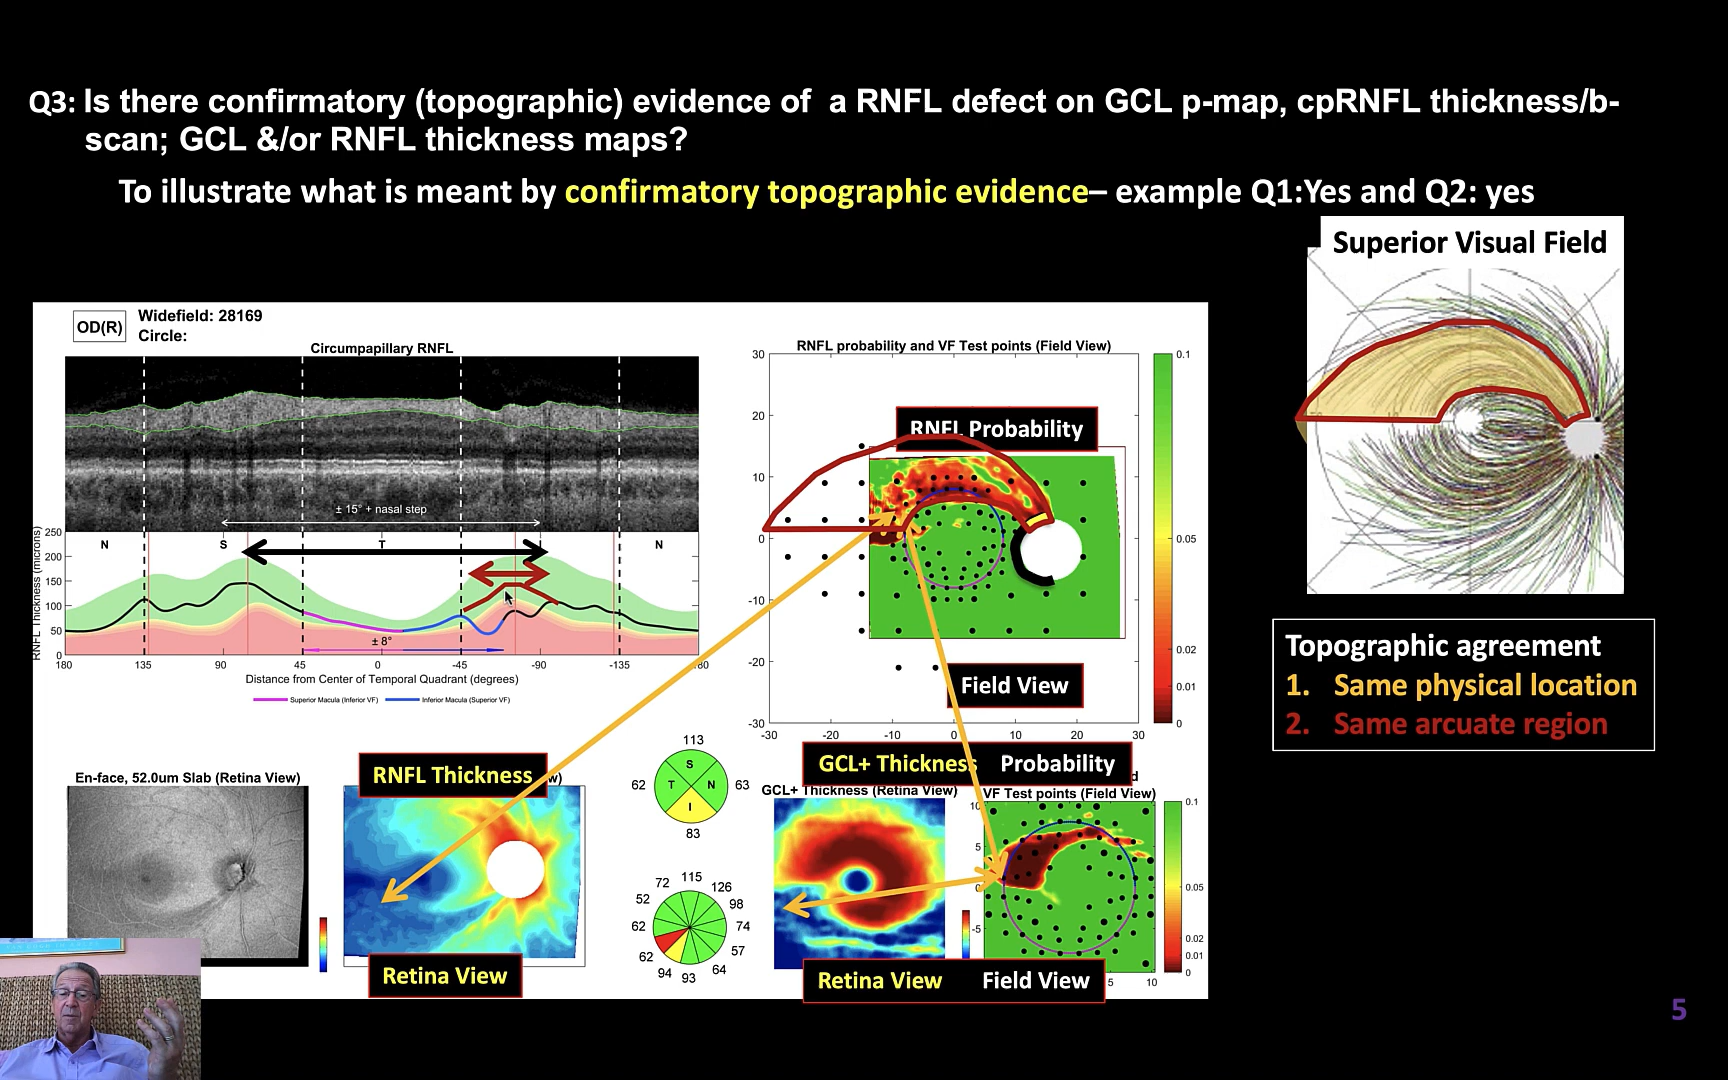 Q3: Is there confirmatory (topographic) evidence of a RNFL defect on GCL p-map, cpRNFL thickness/b-
scan; GCL &/or RNFL thickness maps?
To illustrate what is meant by confirmatory topographic evidence– example Q1:Yes and Q2: yes
Superior Visual Field
OD(R)
Widefield: 28169
Circle:
Circumpapillary RNFL
± 15° + nasal step
RNFL Thickness (microns)
250
200
150
100
50
0
N S T I N
± 8°
180 135 90 45 0 -45 -90 -135
Distance from Center of Temporal Quadrant (degrees)
Superior Macula (Inferior VF) Inferior Macula (Superior VF)
RNFL probability and VF Test points (Field View)
30
20
10
0
-10
-20
-30
-30 -20 -10 0 10 20 30
0.1
0.05
0.02
0.01
0
RNFL Probability
Field View
Topographic agreement
1. Same physical location
2. Same arcuate region
En-face, 52.0um Slab (Retina View)
RNFL Thickness
Retina View
113
S
62 T N 63
I
83
115
72 126
52 98
62 74
62 57
94 93 64
GCL+ Thickness Probability
GCL+ Thickness (Retina View)
VF Test points (Field View)
10
5
0
-5
5 10
0.1
0.05
0.02
0.01
0
Retina View Field View
5